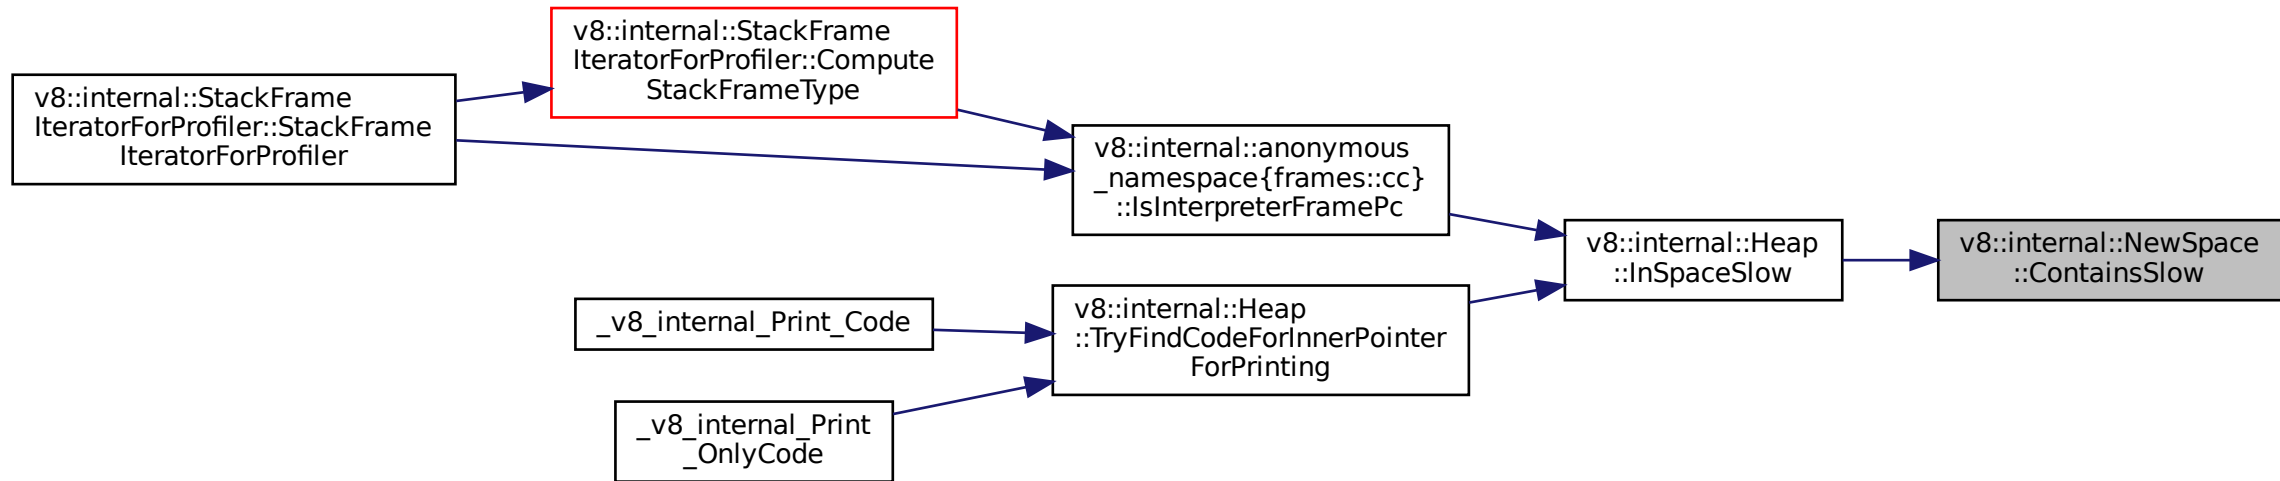 v8::internal::StackFrame
IteratorForProfiler::StackFrame
IteratorForProfiler
v8::internal::StackFrame
IteratorForProfiler::Compute
StackFrameType
v8::internal::anonymous
_namespace{frames::cc}
::IsInterpreterFramePc
v8::internal::Heap
::InSpaceSlow
v8::internal::NewSpace
::ContainsSlow
_v8_internal_Print_Code
v8::internal::Heap
::TryFindCodeForInnerPointer
ForPrinting
_v8_internal_Print
_OnlyCode